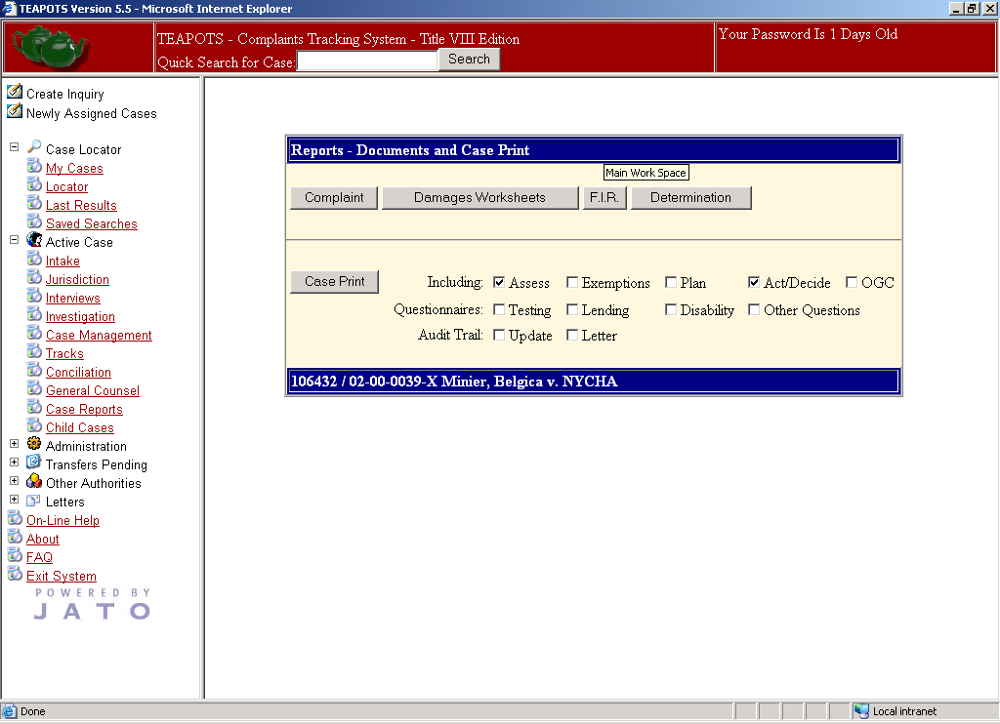 TEAPOTS Version 5.5 - Microsoft Internet Explorer
TEAPOTS - Complaints Tracking System - Title VIII Edition
Quick Search for Case: Search
Your Password Is 1 Days Old
Create Inquiry
Newly Assigned Cases
Case Locator
My Cases
Locator
Last Results
Saved Searches
Active Case
Intake
Jurisdiction
Interviews
Investigation
Case Management
Tracks
Conciliation
General Counsel
Case Reports
Child Cases
Administration
Transfers Pending
Other Authorities
Letters
On-Line Help
About
FAQ
Exit System
POWERED BY
JATO
Reports - Documents and Case Print
Main Work Space
Complaint Damages Worksheets F.I.R. Determination
Case Print Including: Assess Exemptions Plan Act/Decide OGC
Questionnaires: Testing Lending Disability Other Questions
Audit Trail: Update Letter
106432 / 02-00-0039-X Minier, Belgica v. NYCHA
Done Local intranet